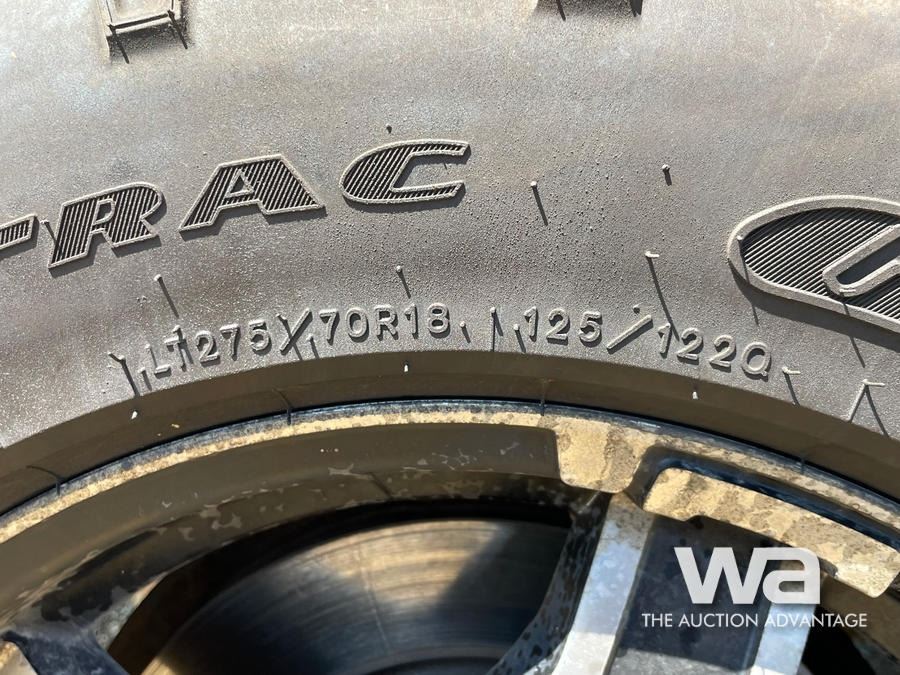 TRAC
LT275/70R18 125/122Q
wa
THE AUCTION ADVANTAGE